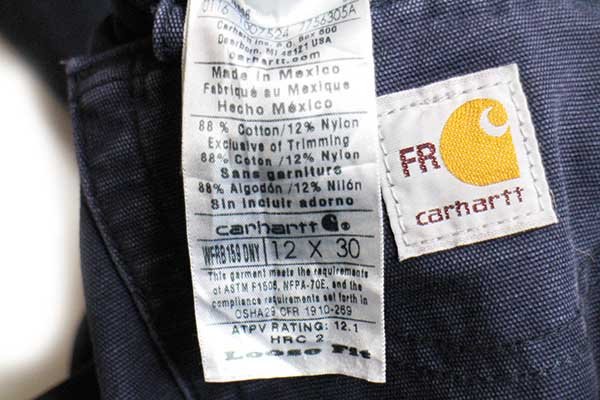 7756305A
Carhartt Inc. P.O. Box 600
Dearborn, MI 48121 USA
carhartt.com
Made in Mexico
Fabriqué au Mexique
Hecho México
88 % Cotton/12% Nylon
Exclusive of Trimming
88 % Coton /12% Nylon
Sans garniture
88% Algodón /12% Nilón
Sin incluir adorno
carhartt
WFRB159 DNY 12 X 30
This garment meets the requirements
of ASTM F1506, NFPA-70E, and the
compliance requirements set forth in
OSHA29 CFR 1910-269
ATPV RATING: 12.1
HRC 2
Loose Fit
FR
carhartt